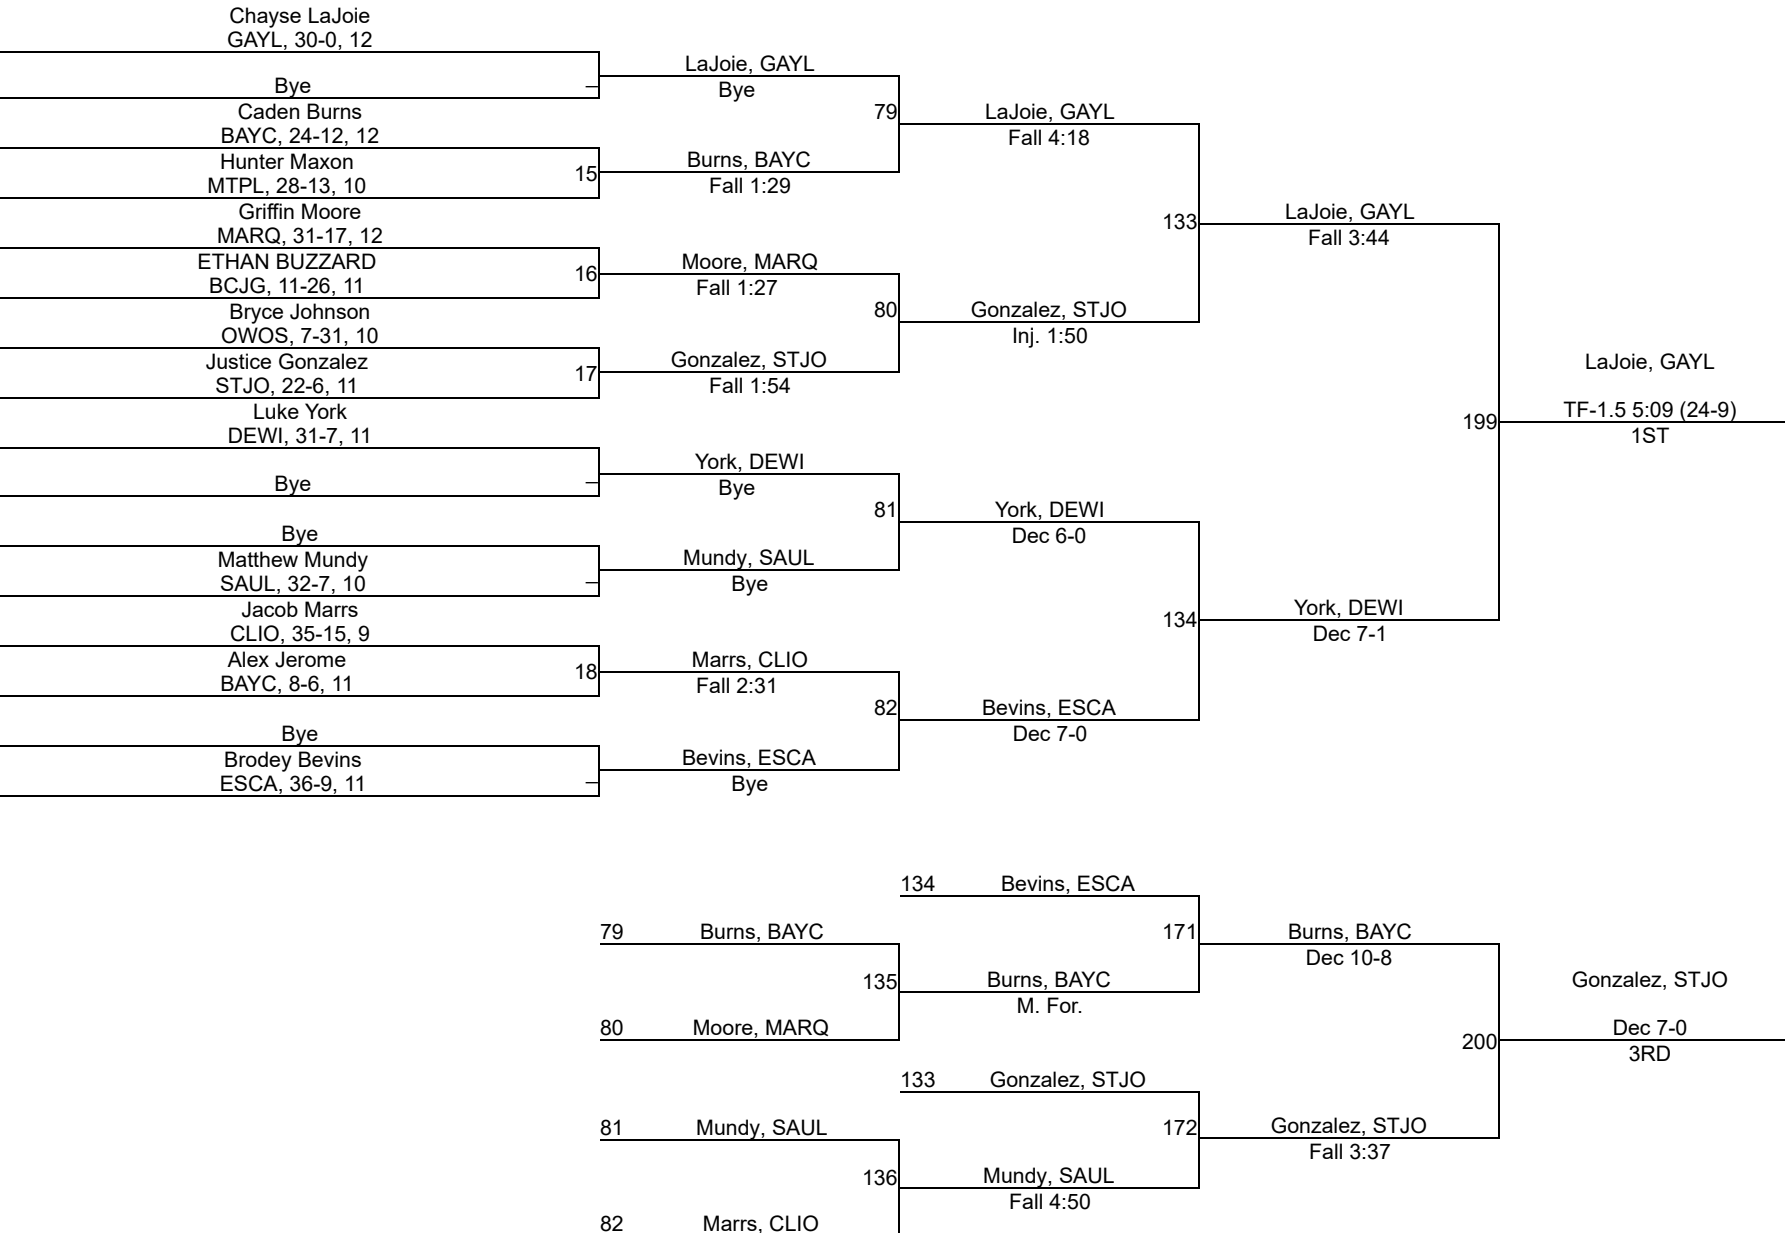 Chayse LaJoie
GAYL, 30-0, 12
Bye
–
Caden Burns
BAYC, 24-12, 12
Hunter Maxon
MTPL, 28-13, 10
15
Griffin Moore
MARQ, 31-17, 12
ETHAN BUZZARD
BCJG, 11-26, 11
16
Bryce Johnson
OWOS, 7-31, 10
Justice Gonzalez
STJO, 22-6, 11
17
Luke York
DEWI, 31-7, 11
Bye
–
Bye
Matthew Mundy
SAUL, 32-7, 10
–
Jacob Marrs
CLIO, 35-15, 9
Alex Jerome
BAYC, 8-6, 11
18
Bye
Brodey Bevins
ESCA, 36-9, 11
–
LaJoie, GAYL
Bye
79
Burns, BAYC
Fall 1:29
Moore, MARQ
Fall 1:27
80
Gonzalez, STJO
Fall 1:54
York, DEWI
Bye
81
Mundy, SAUL
Bye
Marrs, CLIO
Fall 2:31
82
Bevins, ESCA
Bye
LaJoie, GAYL
Fall 4:18
133
Gonzalez, STJO
Inj. 1:50
York, DEWI
Dec 6-0
134
Bevins, ESCA
Dec 7-0
LaJoie, GAYL
Fall 3:44
199
York, DEWI
Dec 7-1
LaJoie, GAYL
TF-1.5 5:09 (24-9)
1ST
134 Bevins, ESCA
79 Burns, BAYC
171
135
Burns, BAYC
M. For.
80 Moore, MARQ
Burns, BAYC
Dec 10-8
133 Gonzalez, STJO
81 Mundy, SAUL
172
136
Mundy, SAUL
Fall 4:50
82 Marrs, CLIO
Gonzalez, STJO
Fall 3:37
200
Gonzalez, STJO
Dec 7-0
3RD